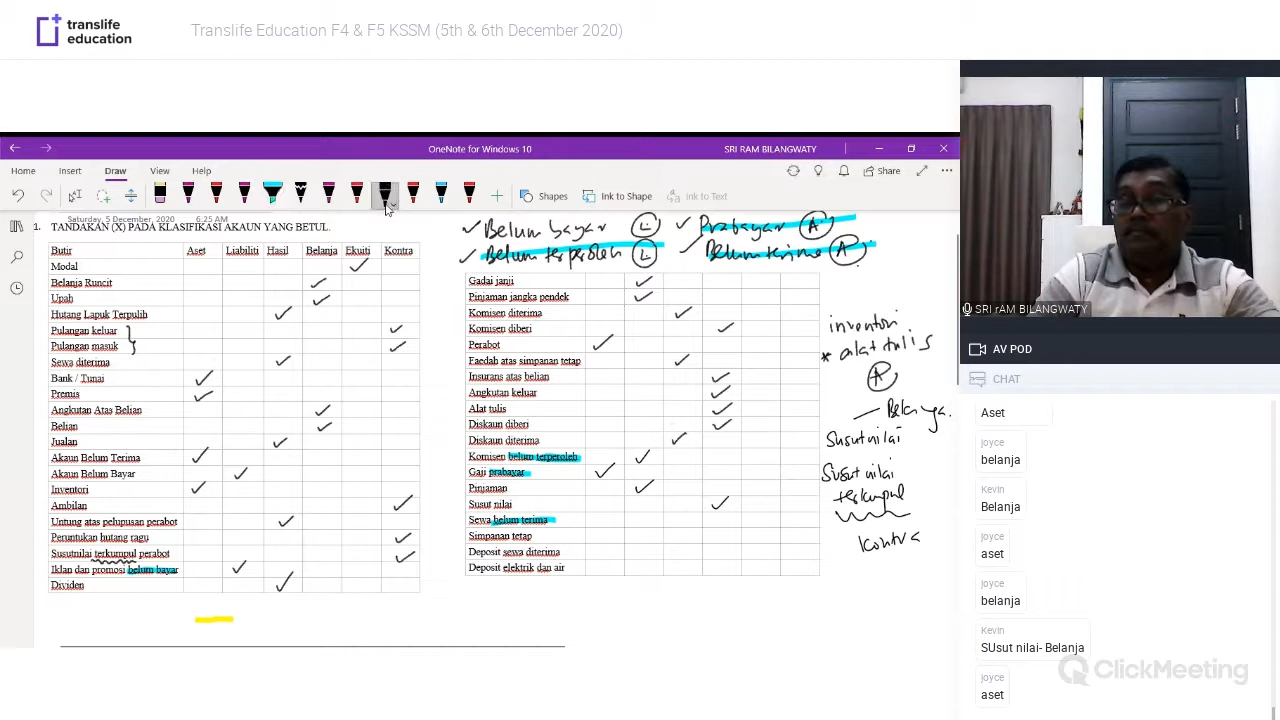 translife education
Translife Education F4 & F5 KSSM (5th & 6th December 2020)
OneNote for Windows 10
SRI RAM BILANGWATY
Home Insert Draw View Help
Share
Shapes Ink to Shape Ink to Text
Saturday, 5 December, 2020 6:25 AM
1. TANDAKAN (X) PADA KLASIFIKASI AKAUN YANG BETUL.
Butir Aset Liabiliti Hasil Belanja Ekuiti Kontra
Modal
Belanja Runcit
Upah
Hutang Lapuk Terpulih
Pulangan keluar
Pulangan masuk
Sewa diterima
Bank / Tunai
Premis
Angkutan Atas Belian
Belian
Jualan
Akaun Belum Terima
Akaun Belum Bayar
Inventori
Ambilan
Untung atas pelupusan perabot
Peruntukan hutang ragu
Susutnilai terkumpul perabot
Iklan dan promosi belum bayar
Dividen
Belum bayar L
Prabayar A
Belum terperoleh L
Belum terima A
Gadai janji
Pinjaman jangka pendek
Komisen diterima
Komisen diberi
Perabot
Faedah atas simpanan tetap
Insurans atas belian
Angkutan keluar
Alat tulis
Diskaun diberi
Diskaun diterima
Komisen belum terperoleh
Gaji prabayar
Pinjaman
Susut nilai
Sewa belum terima
Simpanan tetap
Deposit sewa diterima
Deposit elektrik dan air
inventori
* alat tulis
A
— Belanja.
Susut nilai
Susut nilai
terkumpul
Kontra
SRI rAM BILANGWATY
AV POD
CHAT
Aset
joyce
belanja
Kevin
Belanja
joyce
aset
joyce
belanja
Kevin
SUsut nilai- Belanja
joyce
aset
ClickMeeting